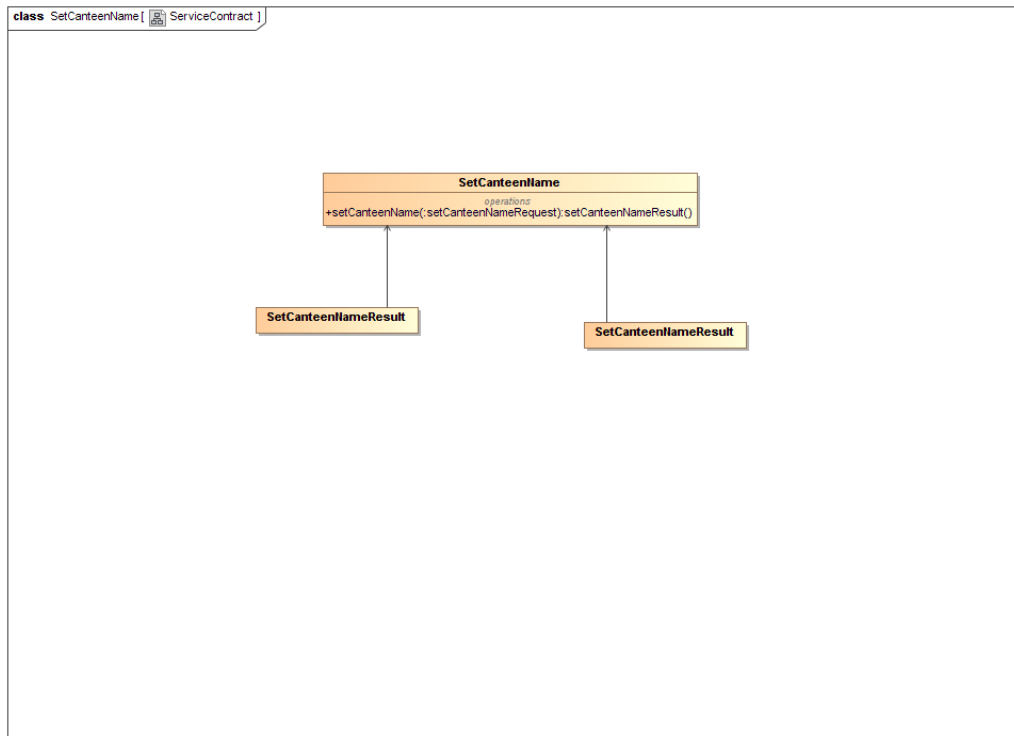 class SetCanteenName [ ServiceContract ]
SetCanteenName
operations
+setCanteenName(:setCanteenNameRequest):setCanteenNameResult()
SetCanteenNameResult
SetCanteenNameResult